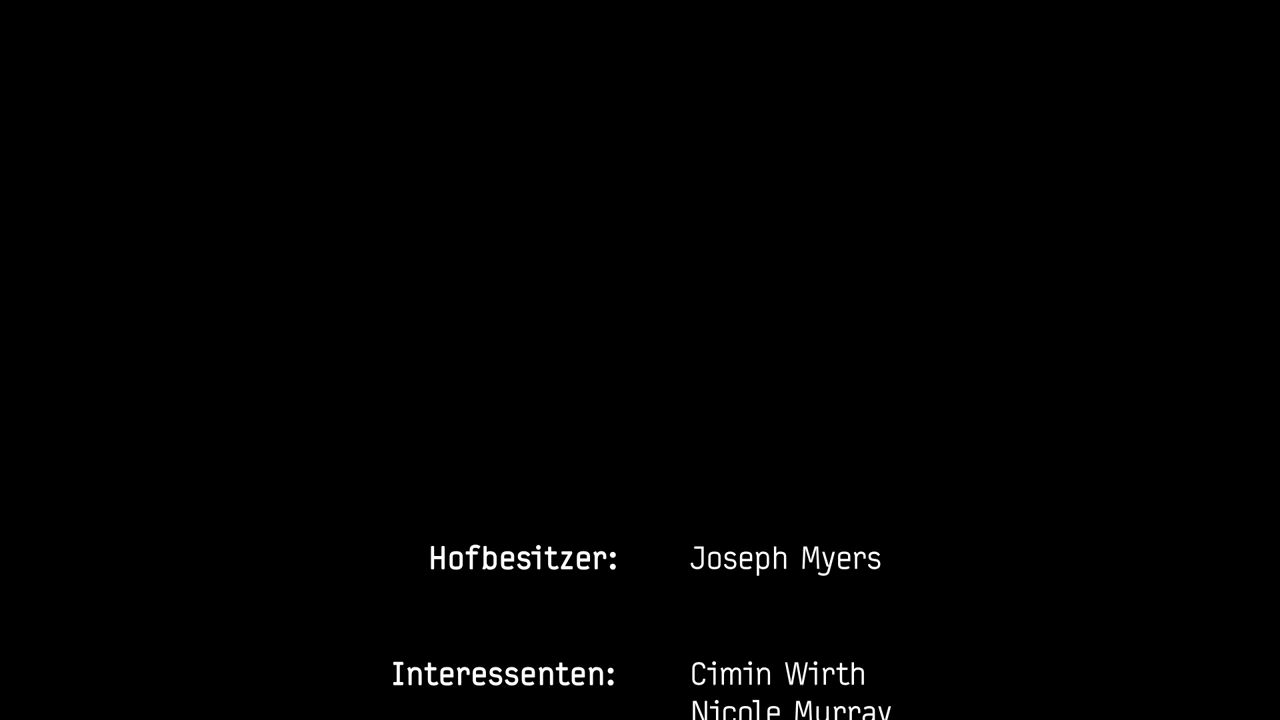 Hofbesitzer: Joseph Myers
Interessenten: Cimin Wirth
Nicole Murray